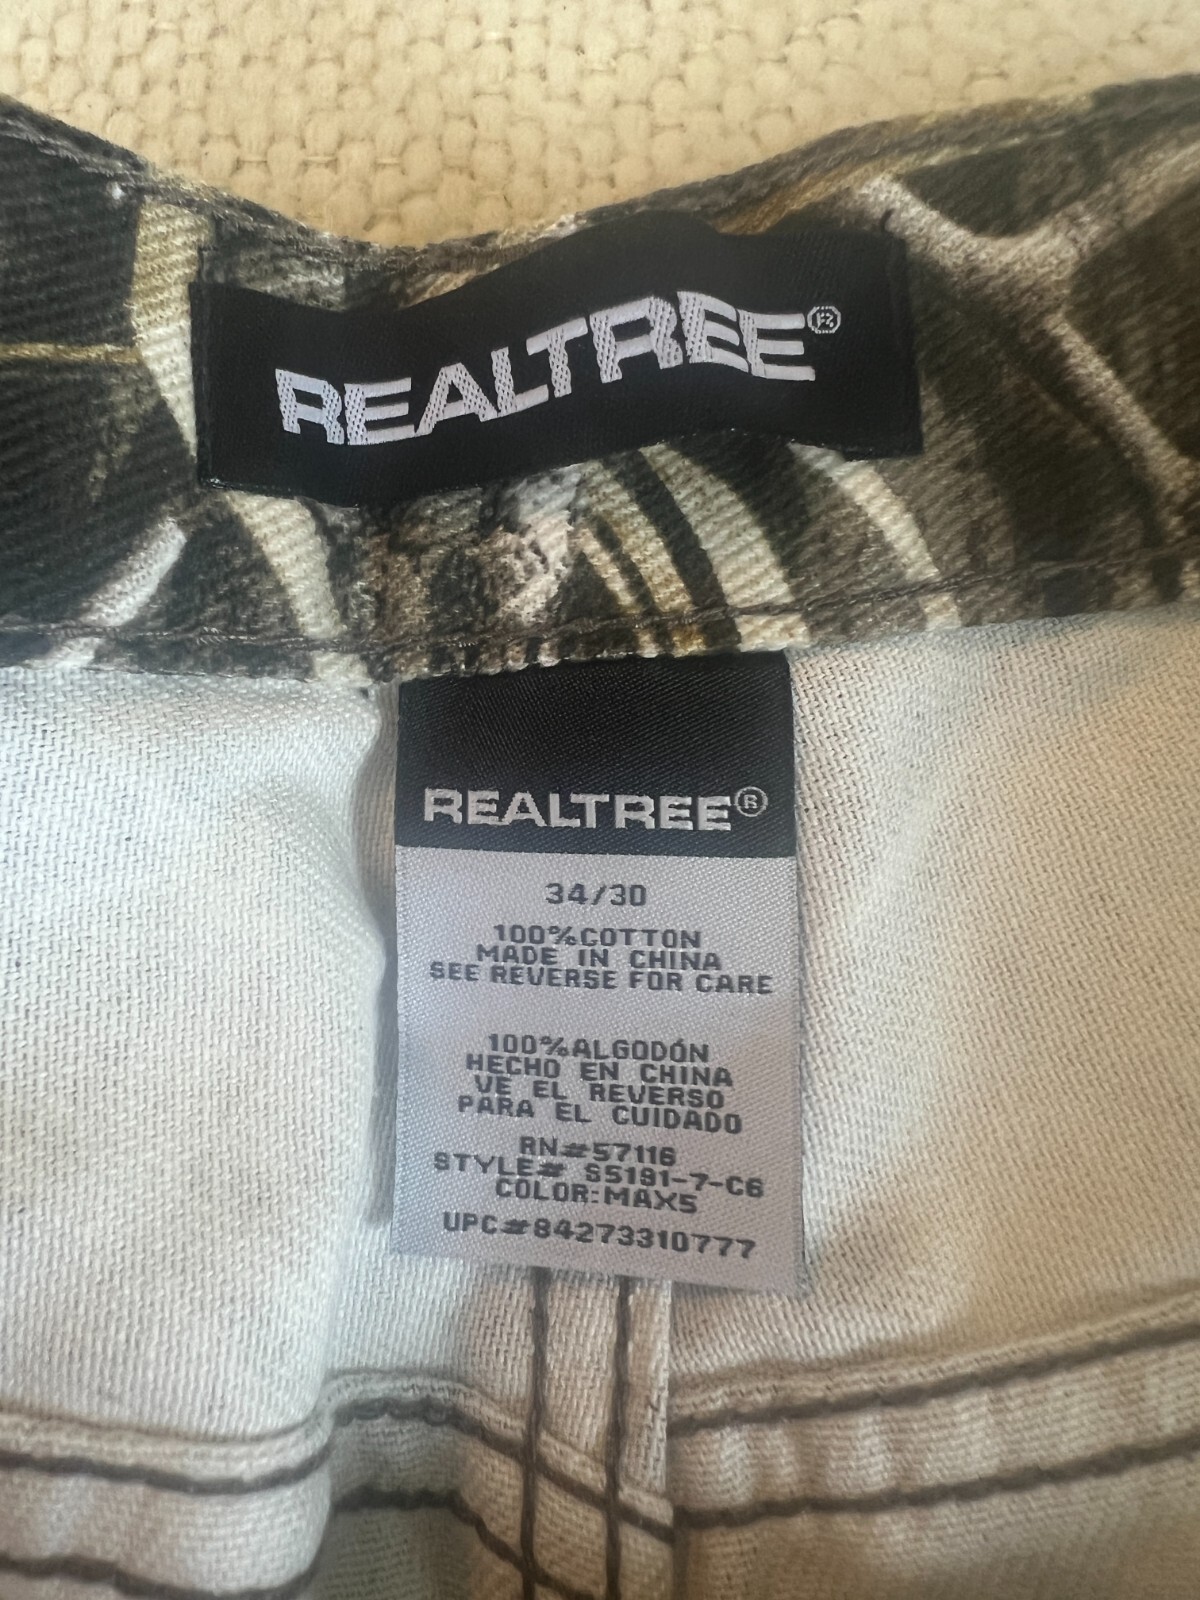 REALTREE®
REALTREE®
34/30
100%COTTON
MADE IN CHINA
SEE REVERSE FOR CARE
100%ALGODÓN
HECHO EN CHINA
VE EL REVERSO
PARA EL CUIDADO
RN#57116
STYLE# S5191-7-C6
COLOR:MAX5
UPC#84273310777